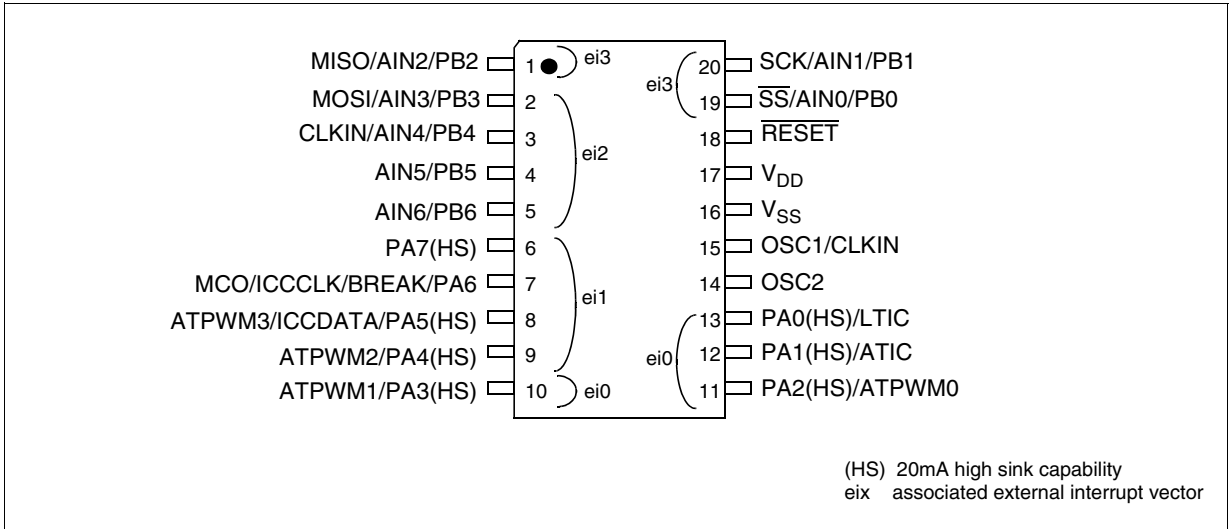 MISO/AIN2/PB2 1 ei3 20 SCK/AIN1/PB1
MOSI/AIN3/PB3 2 ei3 19 S̅S̅/AIN0/PB0
CLKIN/AIN4/PB4 3 ei2 18 R̅E̅S̅E̅T̅
AIN5/PB5 4 17 VDD
AIN6/PB6 5 16 VSS
PA7(HS) 6 15 OSC1/CLKIN
MCO/ICCCLK/BREAK/PA6 7 ei1 14 OSC2
ATPWM3/ICCDATA/PA5(HS) 8 13 PA0(HS)/LTIC
ATPWM2/PA4(HS) 9 ei0 12 PA1(HS)/ATIC
ATPWM1/PA3(HS) 10 ei0 11 PA2(HS)/ATPWM0
(HS) 20mA high sink capability
eix associated external interrupt vector